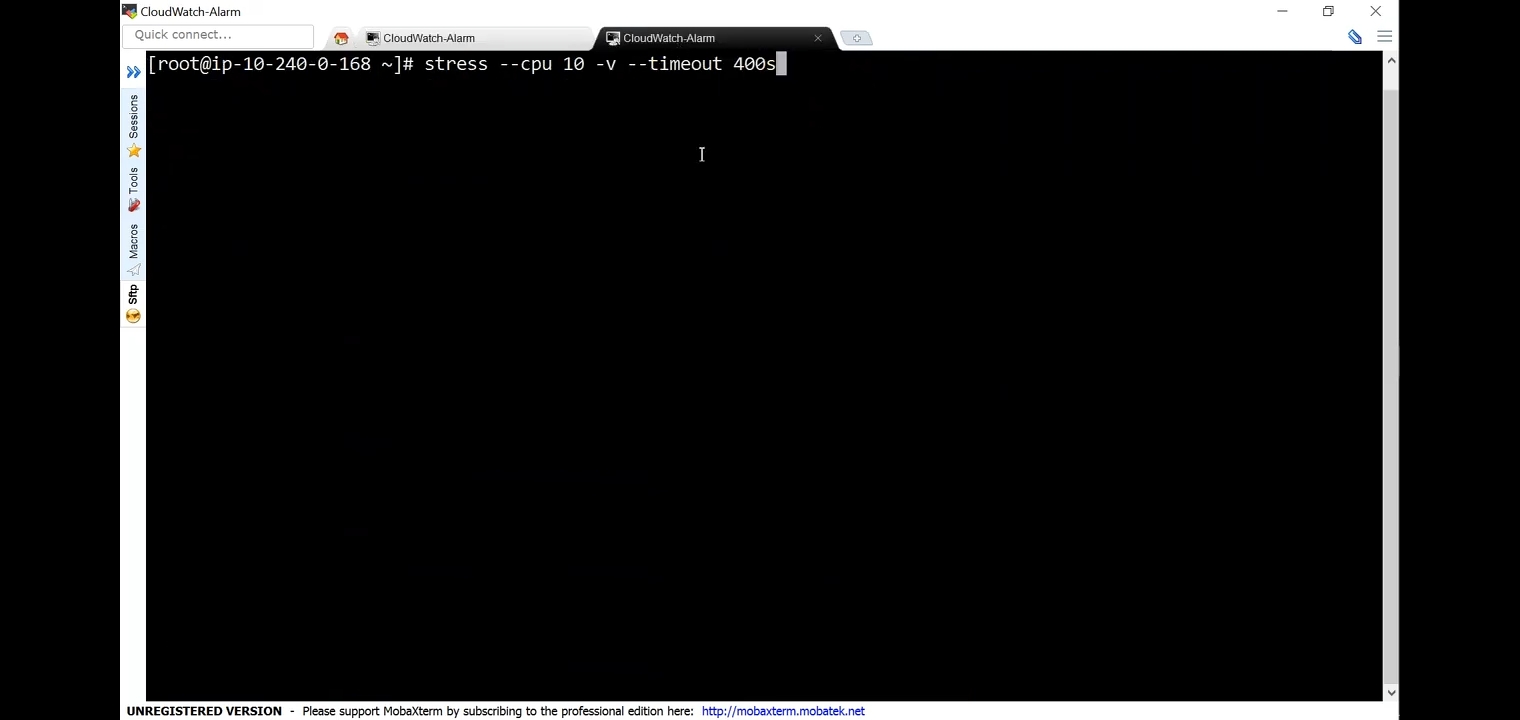 CloudWatch-Alarm
Quick connect...
CloudWatch-Alarm
CloudWatch-Alarm
[root@ip-10-240-0-168 ~]# stress --cpu 10 -v --timeout 400s
Sessions
Tools
Macros
Sftp
UNREGISTERED VERSION - Please support MobaXterm by subscribing to the professional edition here: http://mobaxterm.mobatek.net